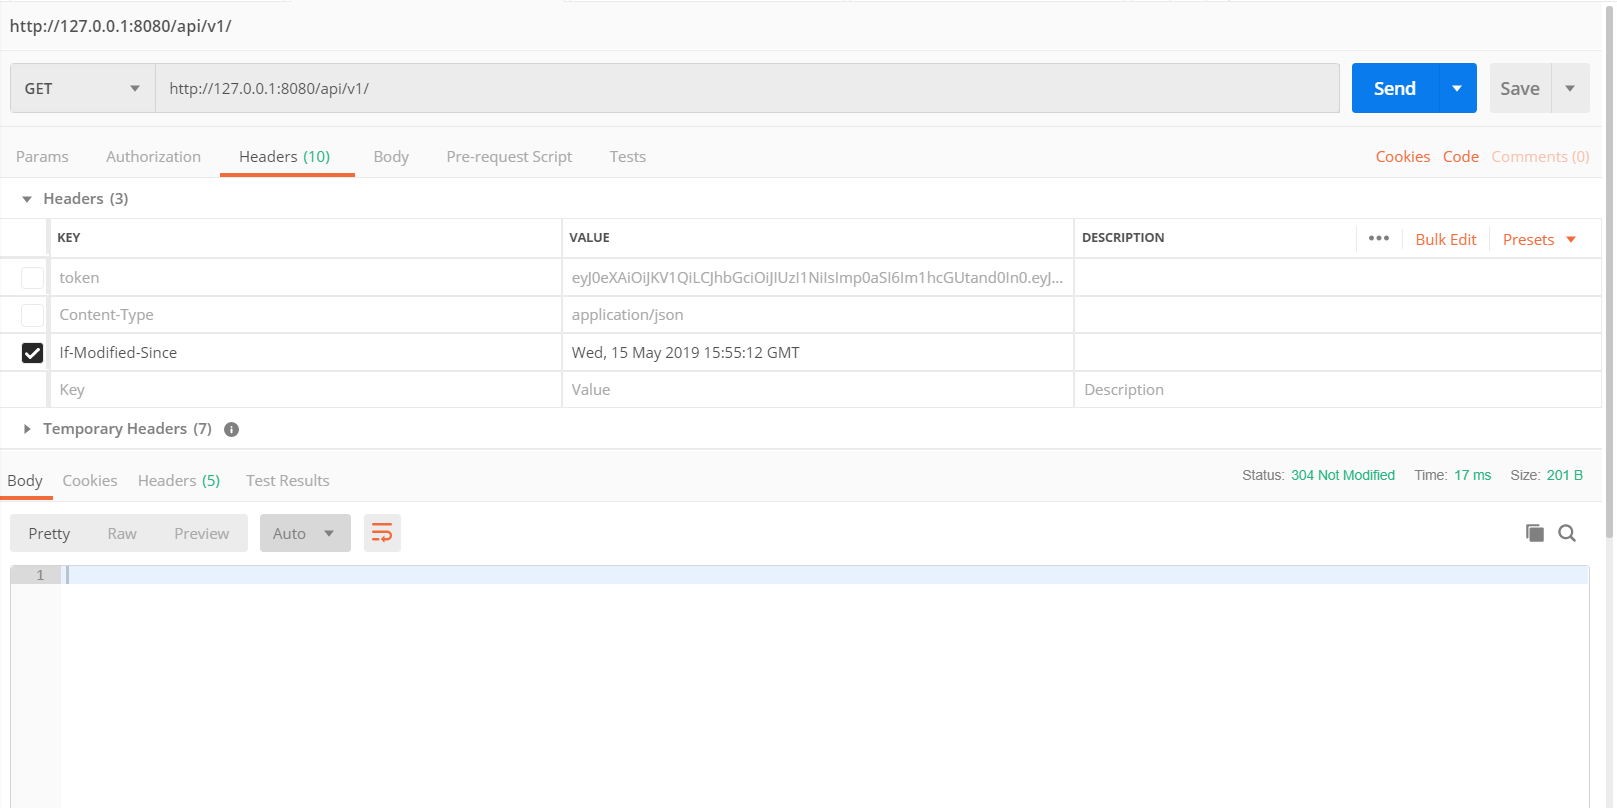 http://127.0.0.1:8080/api/v1/
GET http://127.0.0.1:8080/api/v1/ Send Save
Params Authorization Headers (10) Body Pre-request Script Tests Cookies Code Comments (0)
Headers (3)
KEY VALUE DESCRIPTION ••• Bulk Edit Presets
token eyJ0eXAiOiJKV1QiLCJhbGciOiJIUzI1NiIsImp0aSI6Im1hcGUtand0In0.eyJ...
Content-Type application/json
If-Modified-Since Wed, 15 May 2019 15:55:12 GMT
Key Value Description
Temporary Headers (7)
Body Cookies Headers (5) Test Results Status: 304 Not Modified Time: 17 ms Size: 201 B
Pretty Raw Preview Auto
1